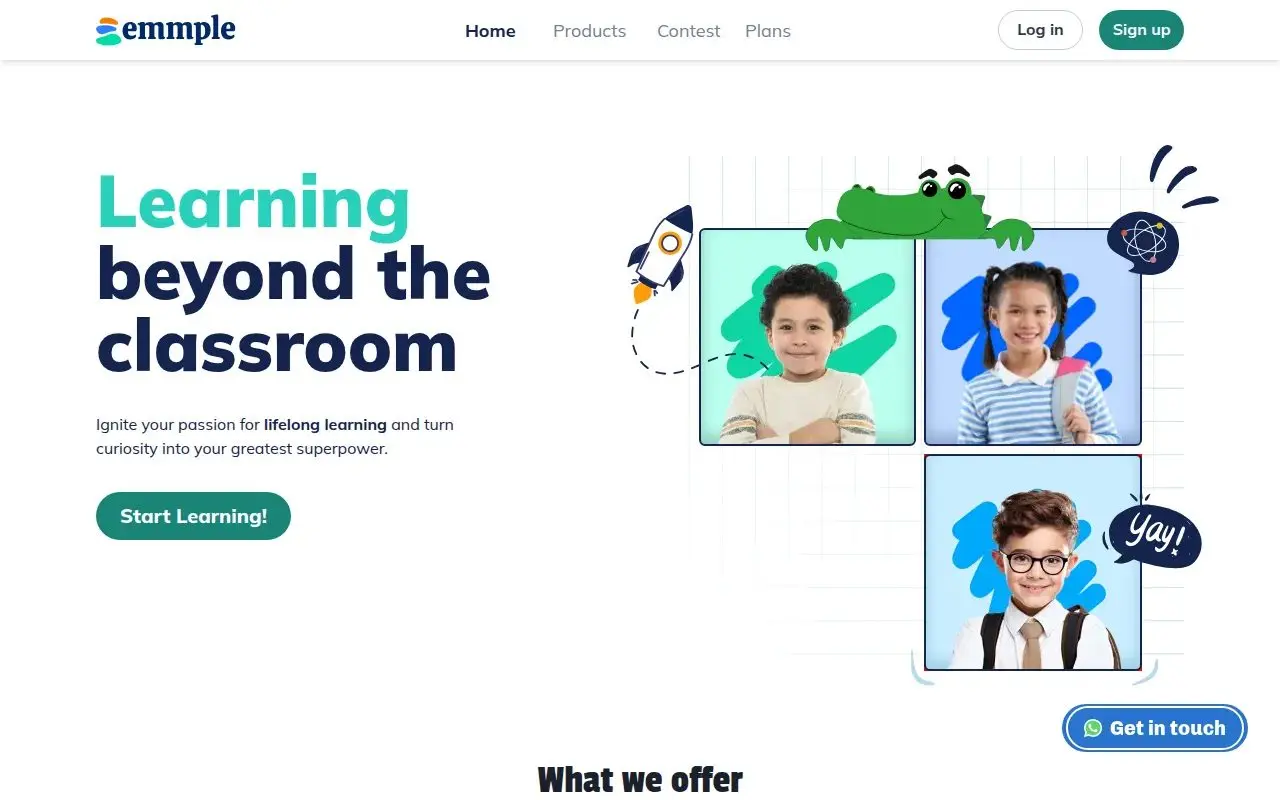 emmple
Home
Products
Contest
Plans
Log in
Sign up
Learning
beyond the
classroom
Ignite your passion for lifelong learning and turn
curiosity into your greatest superpower.
Start Learning!
Yay!
Get in touch
What we offer